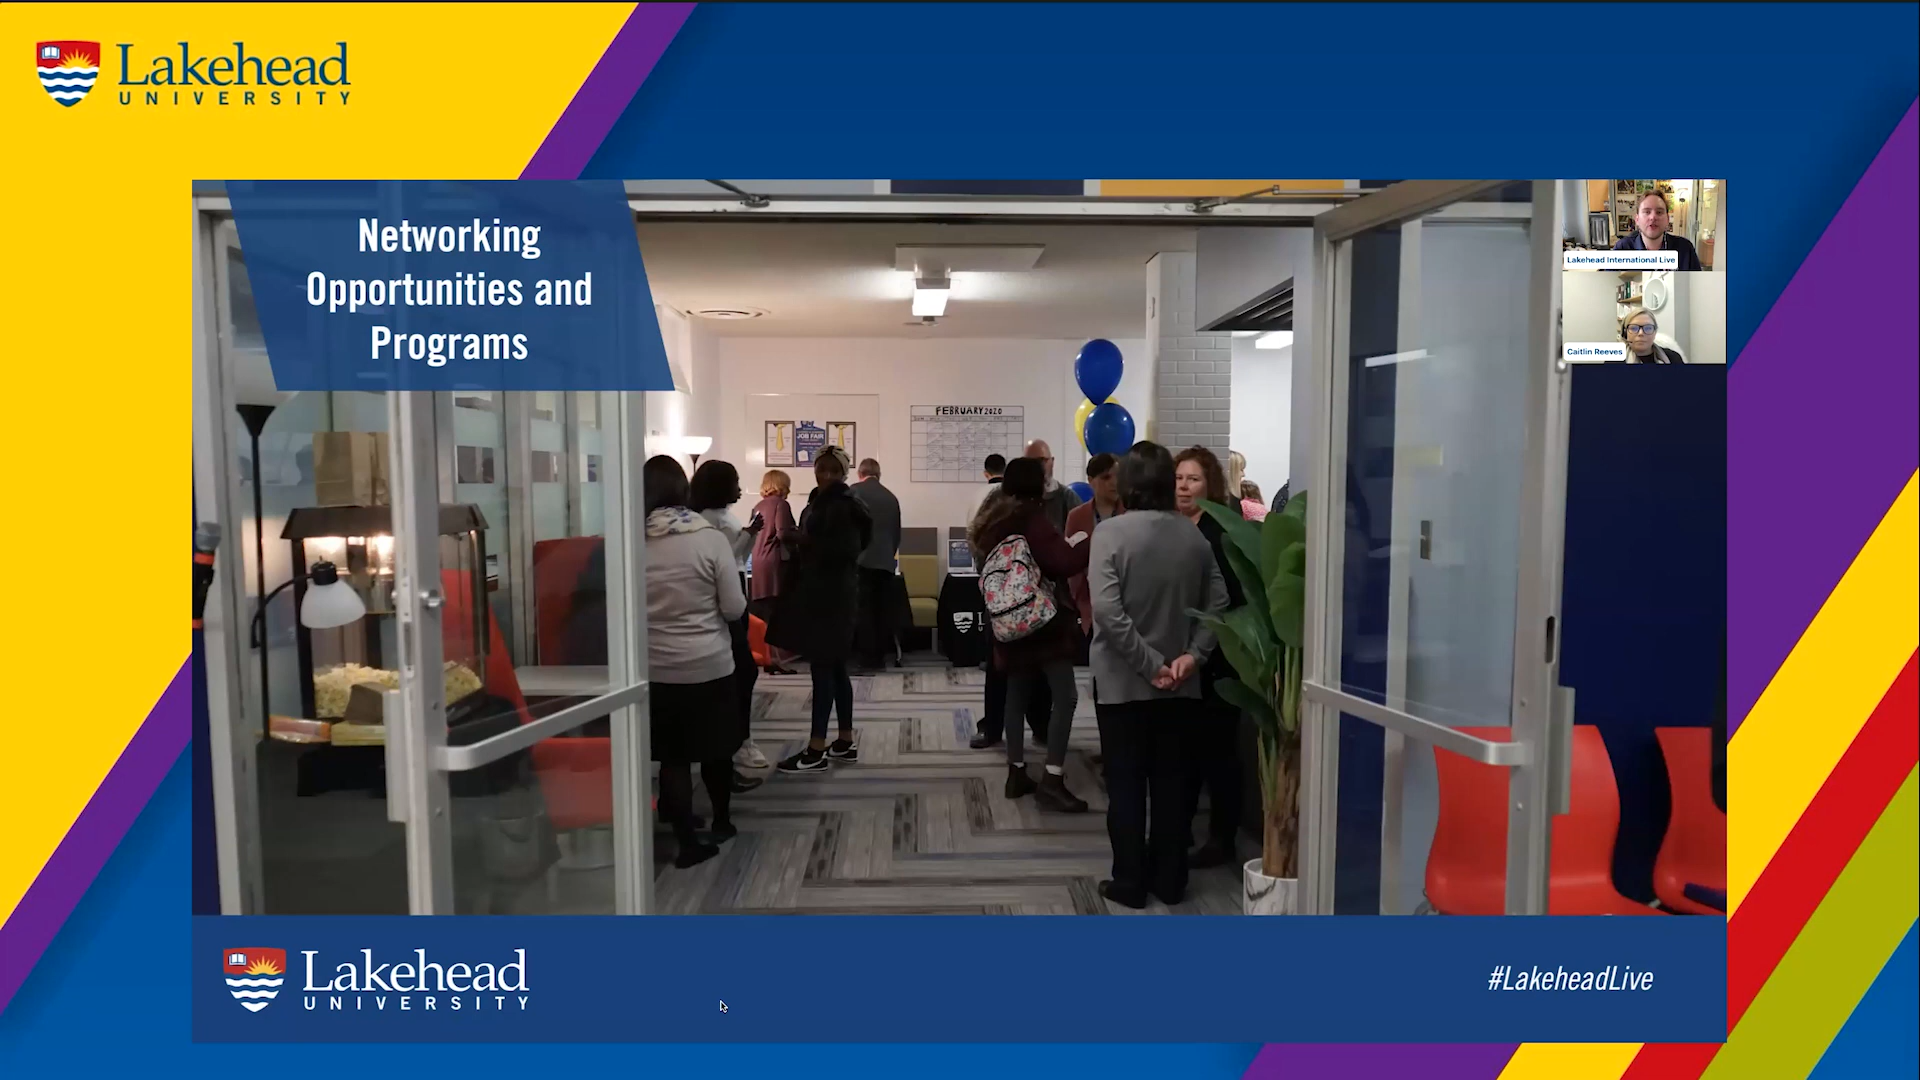 Lakehead
UNIVERSITY
Networking
Opportunities and
Programs
Lakehead International Live
Caitlin Reeves
FEBRUARY 2020
JOB FAIR
Lakehead
UNIVERSITY
#LakeheadLive